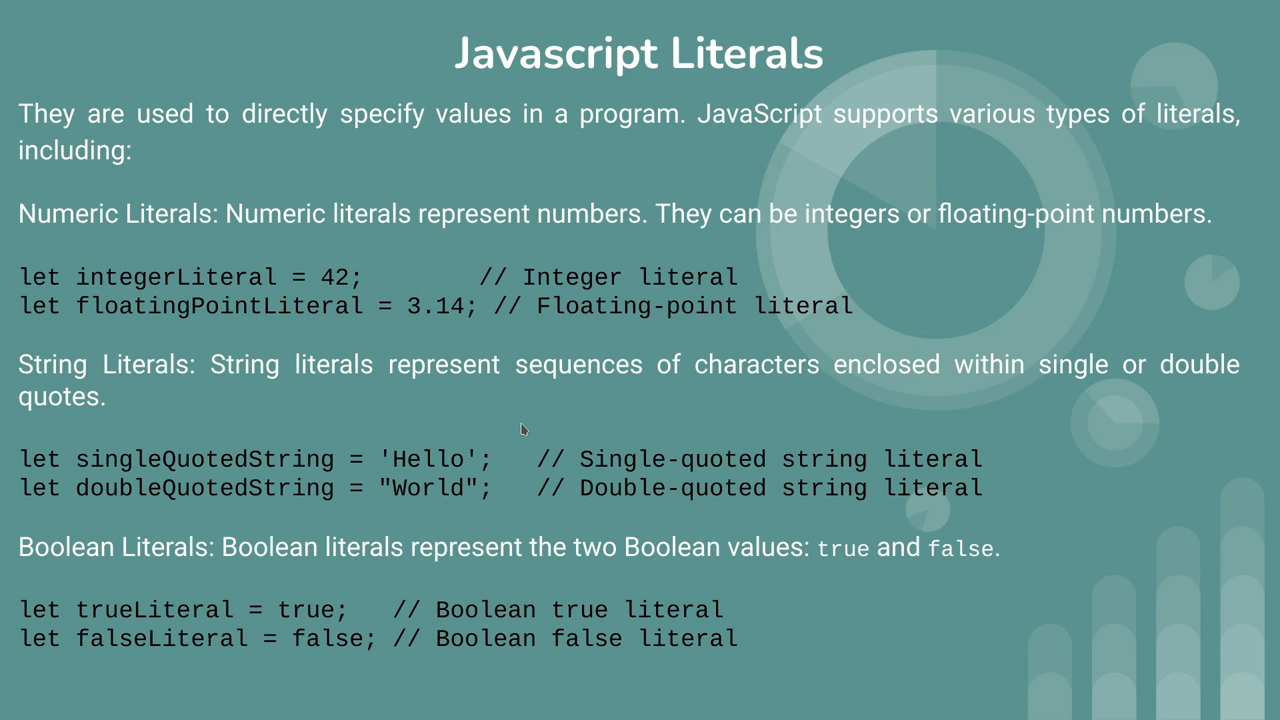 Javascript Literals
They are used to directly specify values in a program. JavaScript supports various types of literals,
including:
Numeric Literals: Numeric literals represent numbers. They can be integers or floating-point numbers.
let integerLiteral = 42;        // Integer literal
let floatingPointLiteral = 3.14; // Floating-point literal
String Literals: String literals represent sequences of characters enclosed within single or double
quotes.
let singleQuotedString = 'Hello';   // Single-quoted string literal
let doubleQuotedString = "World";   // Double-quoted string literal
Boolean Literals: Boolean literals represent the two Boolean values: true and false.
let trueLiteral = true;   // Boolean true literal
let falseLiteral = false; // Boolean false literal